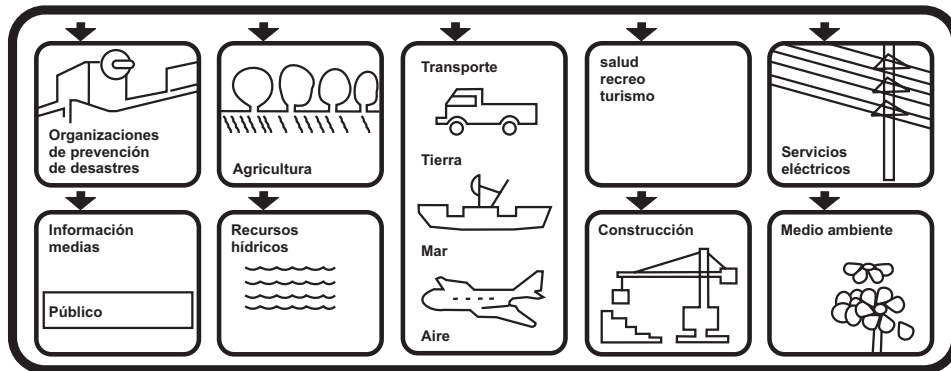 Organizaciones
de prevención
de desastres
Agricultura
Transporte
Tierra
Mar
Aire
salud
recreo
turismo
Servicios
eléctricos
Información
medias
Público
Recursos
hídricos
Construcción
Medio ambiente